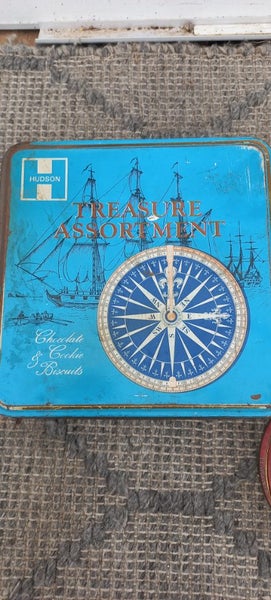 HUDSON
TREASURE
ASSORTMENT
Chocolate
& Cookie
Biscuits